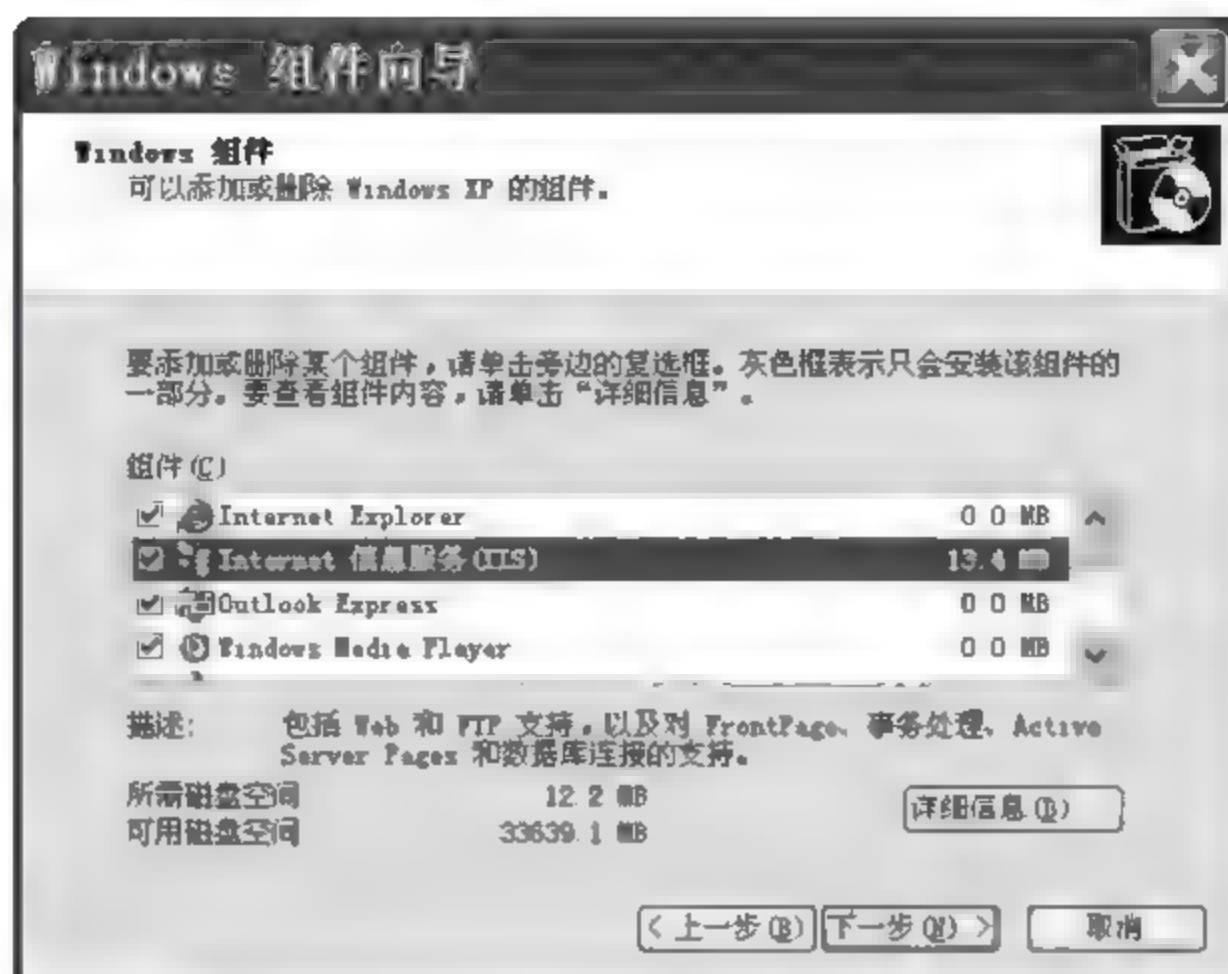 Windows 组件向导
Windows 组件
可以添加或删除 Windows XP 的组件。
要添加或删除某个组件，请单击旁边的复选框。灰色框表示只会安装该组件的
一部分。要查看组件内容，请单击“详细信息”。
组件(C)
Internet Explorer 0.0 MB
Internet 信息服务(IIS) 13.4 MB
Outlook Express 0.0 MB
Windows Media Player 0.0 MB
描述: 包括 Web 和 FTP 支持，以及对 FrontPage、事务处理、Active
Server Pages 和数据库连接的支持。
所需磁盘空间 12.2 MB
可用磁盘空间 33639.1 MB
详细信息(D)
< 上一步(B) 下一步(N) > 取消